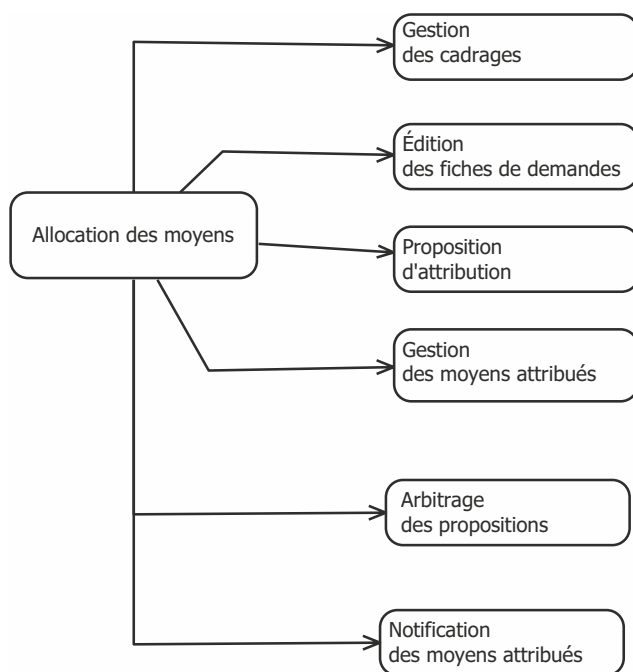 Gestion
des cadrages
Édition
des fiches de demandes
Allocation des moyens
Proposition
d'attribution
Gestion
des moyens attribués
Arbitrage
des propositions
Notification
des moyens attribués